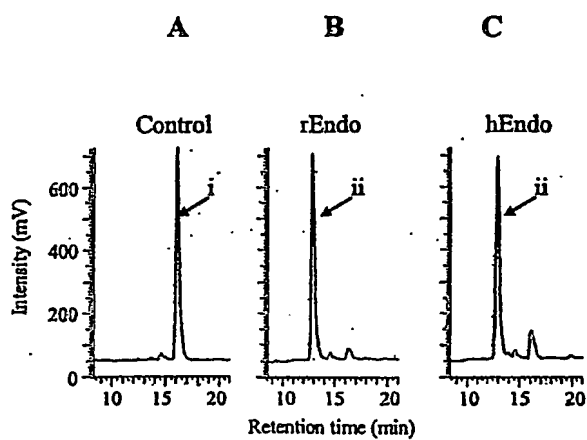 A B C
Control rEndo hEndo
i ii ii
600
400
200
0
Intensity (mV)
10 15 20 10 15 20 10 15 20
Retention time (min)